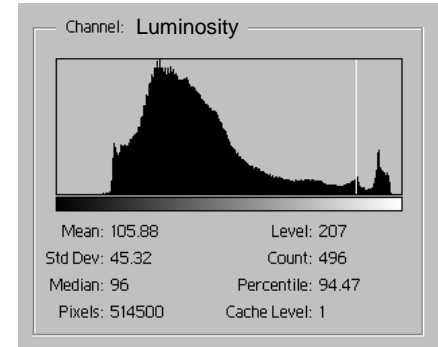 Channel: Luminosity
Mean: 105.88 Level: 207
Std Dev: 45.32 Count: 496
Median: 96 Percentile: 94.47
Pixels: 514500 Cache Level: 1